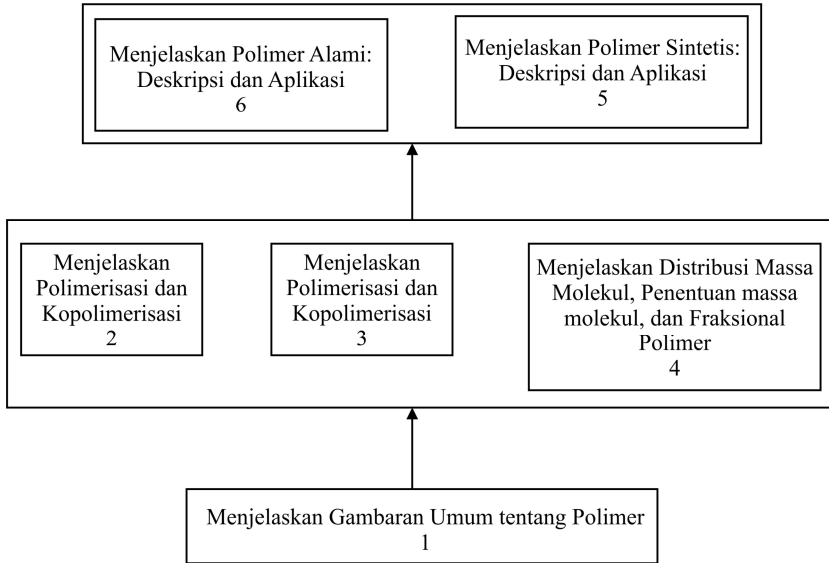 Menjelaskan Polimer Alami:
Deskripsi dan Aplikasi
6
Menjelaskan Polimer Sintetis:
Deskripsi dan Aplikasi
5
Menjelaskan
Polimerisasi dan
Kopolimerisasi
2
Menjelaskan
Polimerisasi dan
Kopolimerisasi
3
Menjelaskan Distribusi Massa
Molekul, Penentuan massa
molekul, dan Fraksional
Polimer
4
Menjelaskan Gambaran Umum tentang Polimer
1